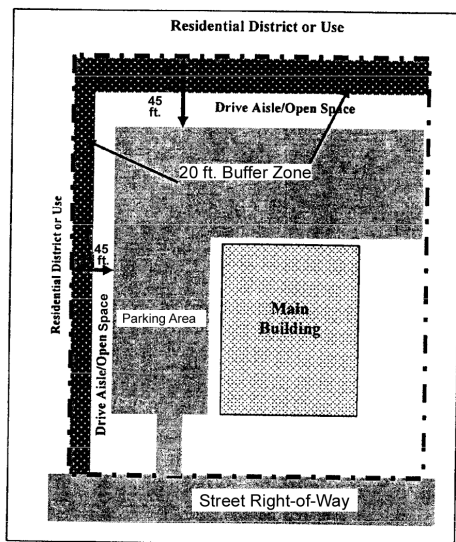 Residential District or Use
45
ft.
Drive Aisle/Open Space
20 ft. Buffer Zone
Residential District or Use
45
ft.
Drive Aisle/Open Space
Parking Area
Main
Building
Street Right-of-Way